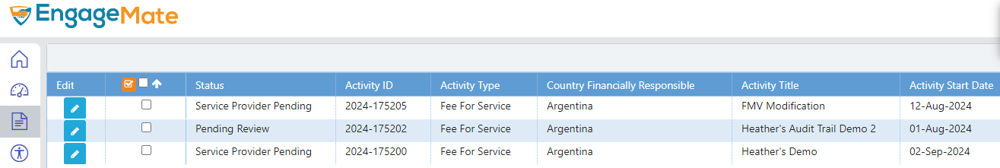 EngageMate
Edit Status Activity ID Activity Type Country Financially Responsible Activity Title Activity Start Date
Service Provider Pending 2024-175205 Fee For Service Argentina FMV Modification 12-Aug-2024
Pending Review 2024-175202 Fee For Service Argentina Heather's Audit Trail Demo 2 01-Aug-2024
Service Provider Pending 2024-175200 Fee For Service Argentina Heather's Demo 02-Sep-2024